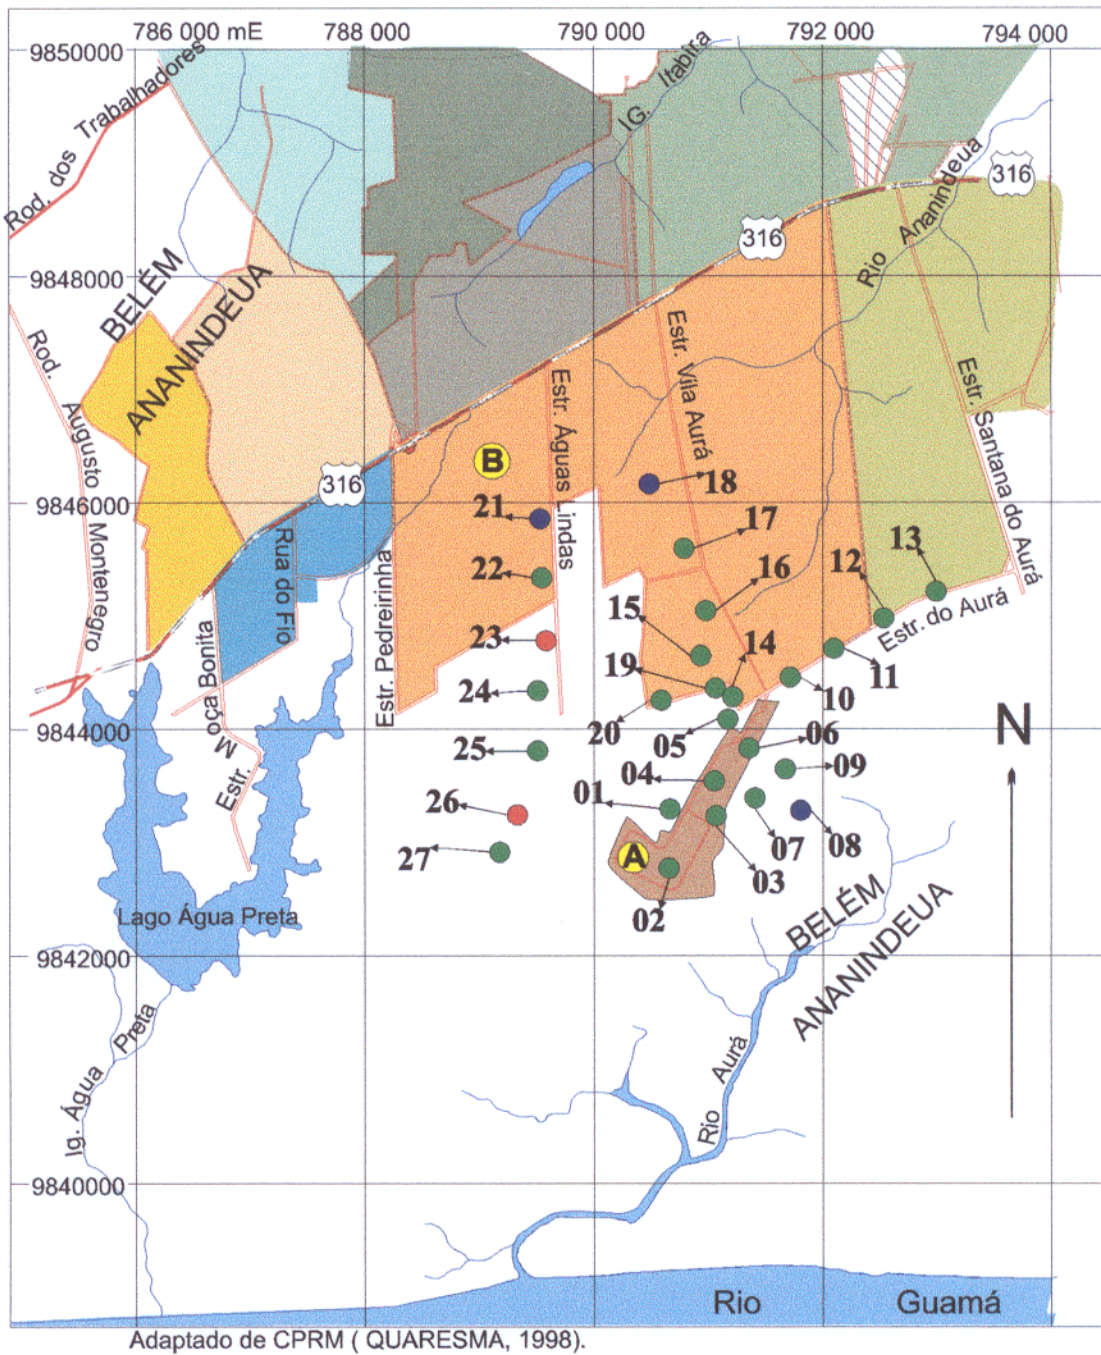 786 000 mE
788 000
790 000
792 000
794 000
9850000
Rod. dos Trabalhadores
IG. Itabira
316
Rio Ananindeua
316
9848000
BELÉM
ANANINDEUA
Rod. Augusto Montenegro
Estr. Vila Aurá
Estr. Águas Lindas
Estr. Santana do Aurá
B
316
18
9846000
21
17
Rua do Fio
22
16
12
13
Estr. Pedreirinha
15
Estr. do Aurá
23
14
19
11
24
10
Estr. Moça Bonita
20
9844000
05
06
25
04
09
26
01
07
08
27
A
03
02
Lago Água Preta
N
BELÉM
ANANINDEUA
9842000
Ig. Água Preta
Rio Aurá
9840000
Rio Guamá
Adaptado de CPRM ( QUARESMA, 1998).